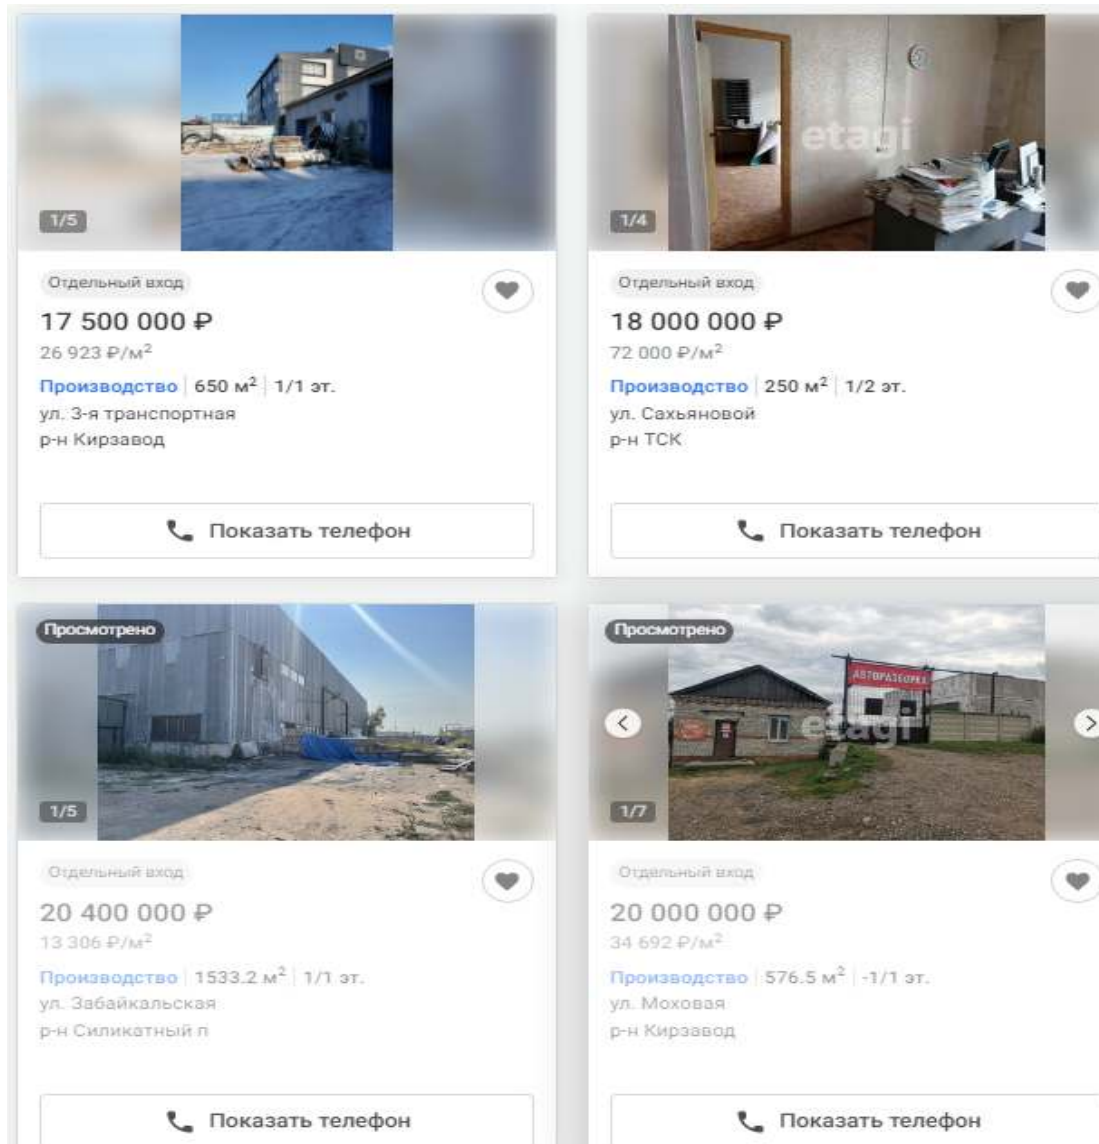 1/5
Отдельный вход
17 500 000 ₽
26 923 ₽/м²
Производство | 650 м² | 1/1 эт.
ул. 3-я транспортная
р-н Кирзавод
Показать телефон
etagi
1/4
Отдельный вход
18 000 000 ₽
72 000 ₽/м²
Производство | 250 м² | 1/2 эт.
ул. Сахьяновой
р-н ТСК
Показать телефон
Просмотрено
1/5
Отдельный вход
20 400 000 ₽
13 306 ₽/м²
Производство | 1533.2 м² | 1/1 эт.
ул. Забайкальская
р-н Силикатный п
Показать телефон
Просмотрено
АВТОРАЗБОРКА
etagi
1/7
Отдельный вход
20 000 000 ₽
34 692 ₽/м²
Производство | 576.5 м² | -1/1 эт.
ул. Моховая
р-н Кирзавод
Показать телефон